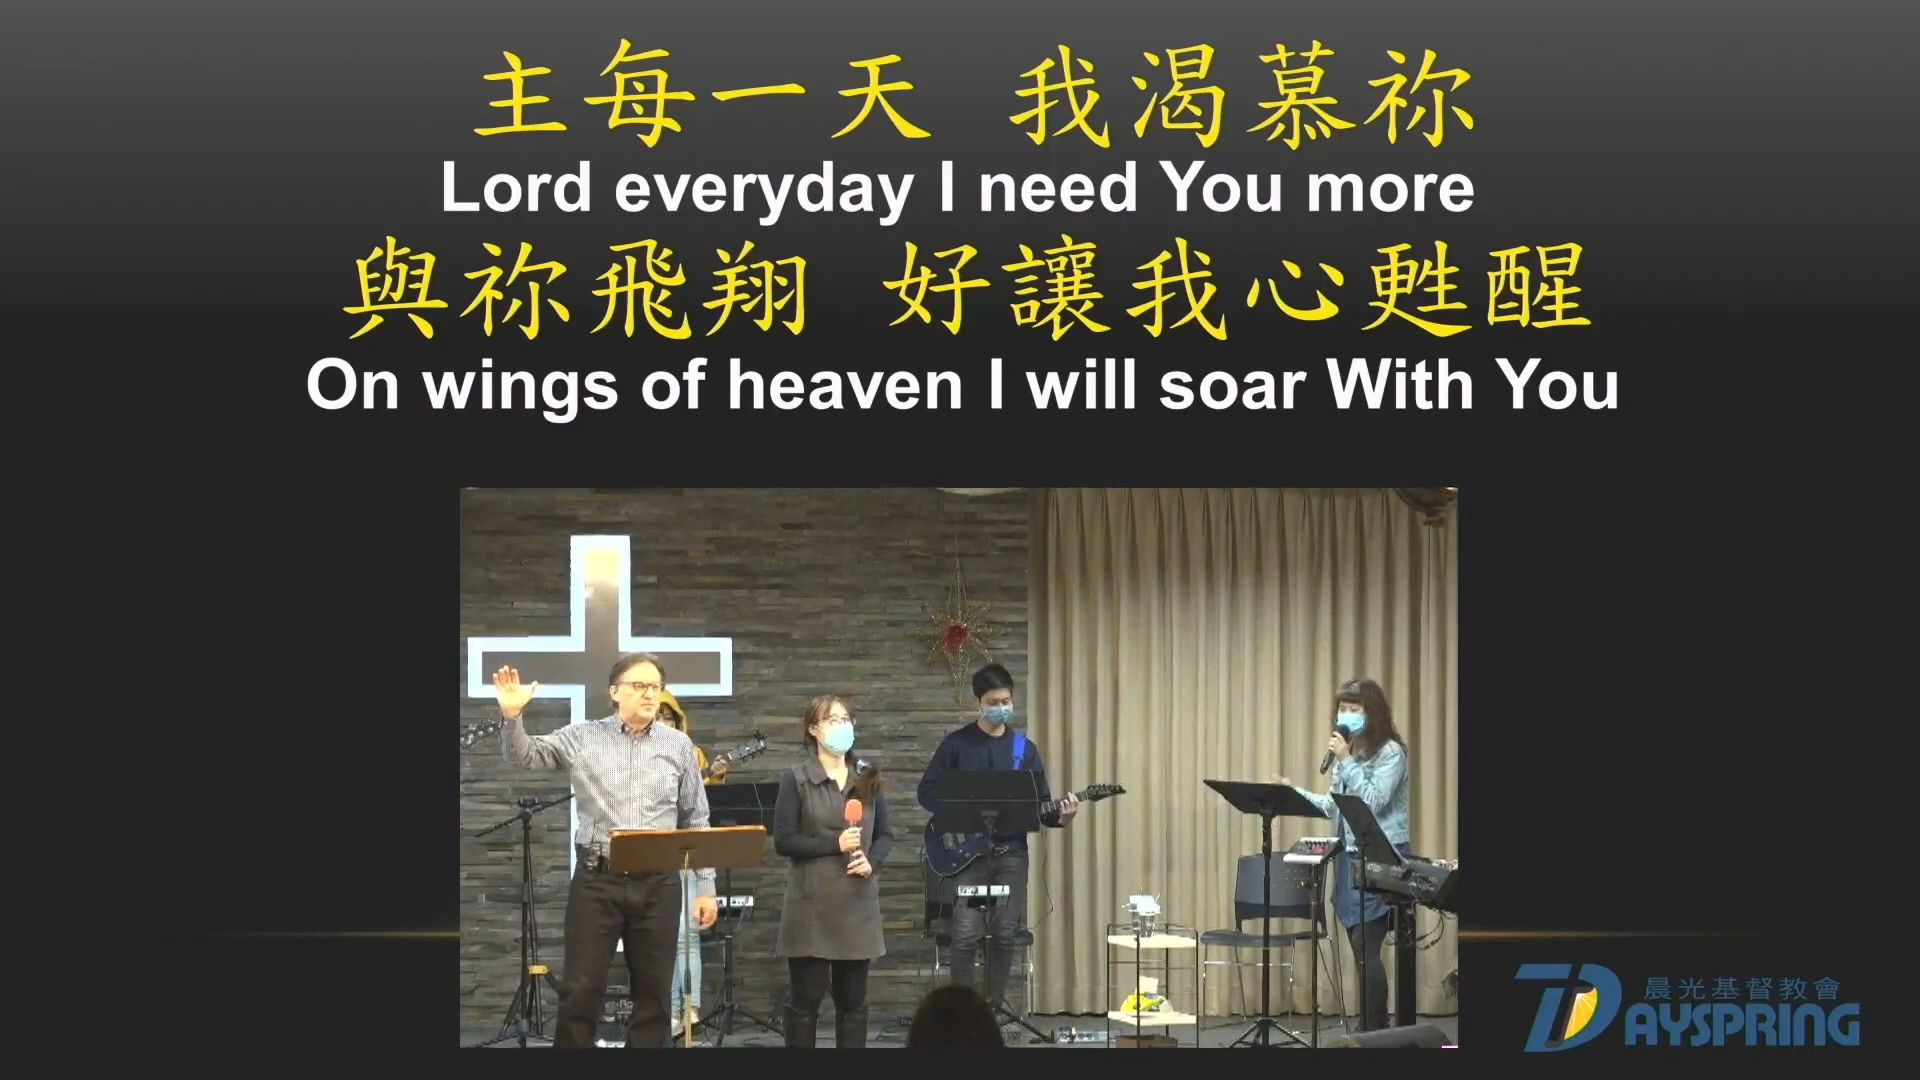 主每一天 我渴慕祢
Lord everyday I need You more
與祢飛翔 好讓我心甦醒
On wings of heaven I will soar With You
晨光基督教會
DAYSPRING